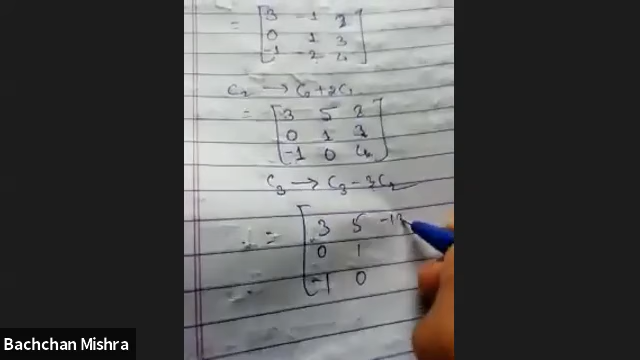 = [3 -1 2
0 1 3
-1 2 4]
C₂ → C₂ + 2C₁
= [3 5 2
0 1 3
-1 0 4]
C₃ → C₃ - 3C₂
∴ = [3 5 -13
0 1
-1 0
Bachchan Mishra